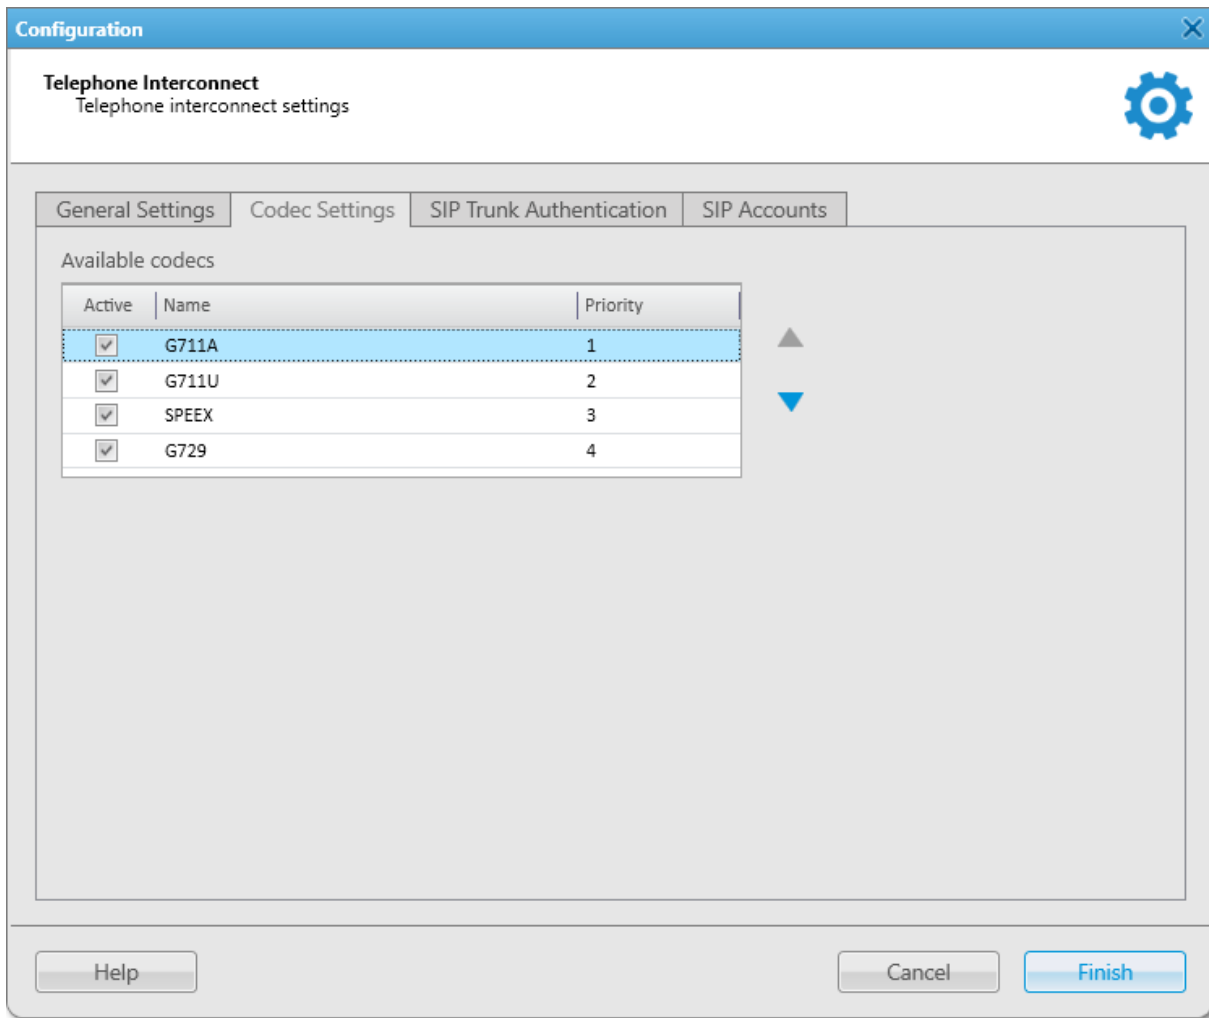 Configuration
Telephone Interconnect
Telephone interconnect settings
General Settings Codec Settings SIP Trunk Authentication SIP Accounts
Available codecs
Active Name Priority
G711A 1
G711U 2
SPEEX 3
G729 4
Help Cancel Finish